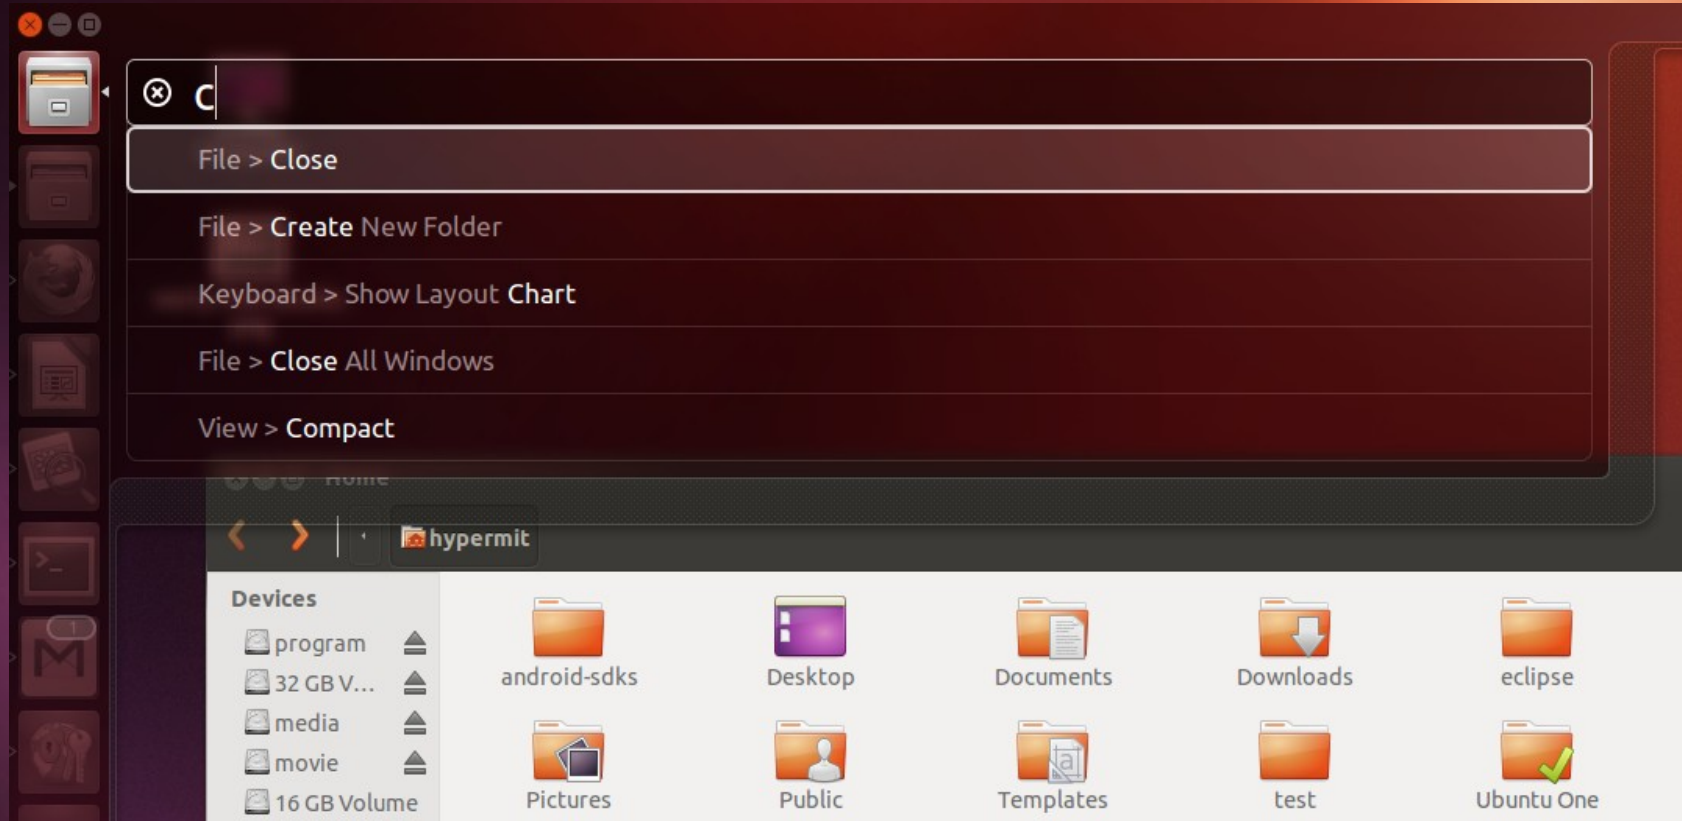 C
File > Close
File > Create New Folder
Keyboard > Show Layout Chart
File > Close All Windows
View > Compact
Home
hypermit
Devices
program
32 GB V...
media
movie
16 GB Volume
android-sdks
Desktop
Documents
Downloads
eclipse
Pictures
Public
Templates
test
Ubuntu One
1